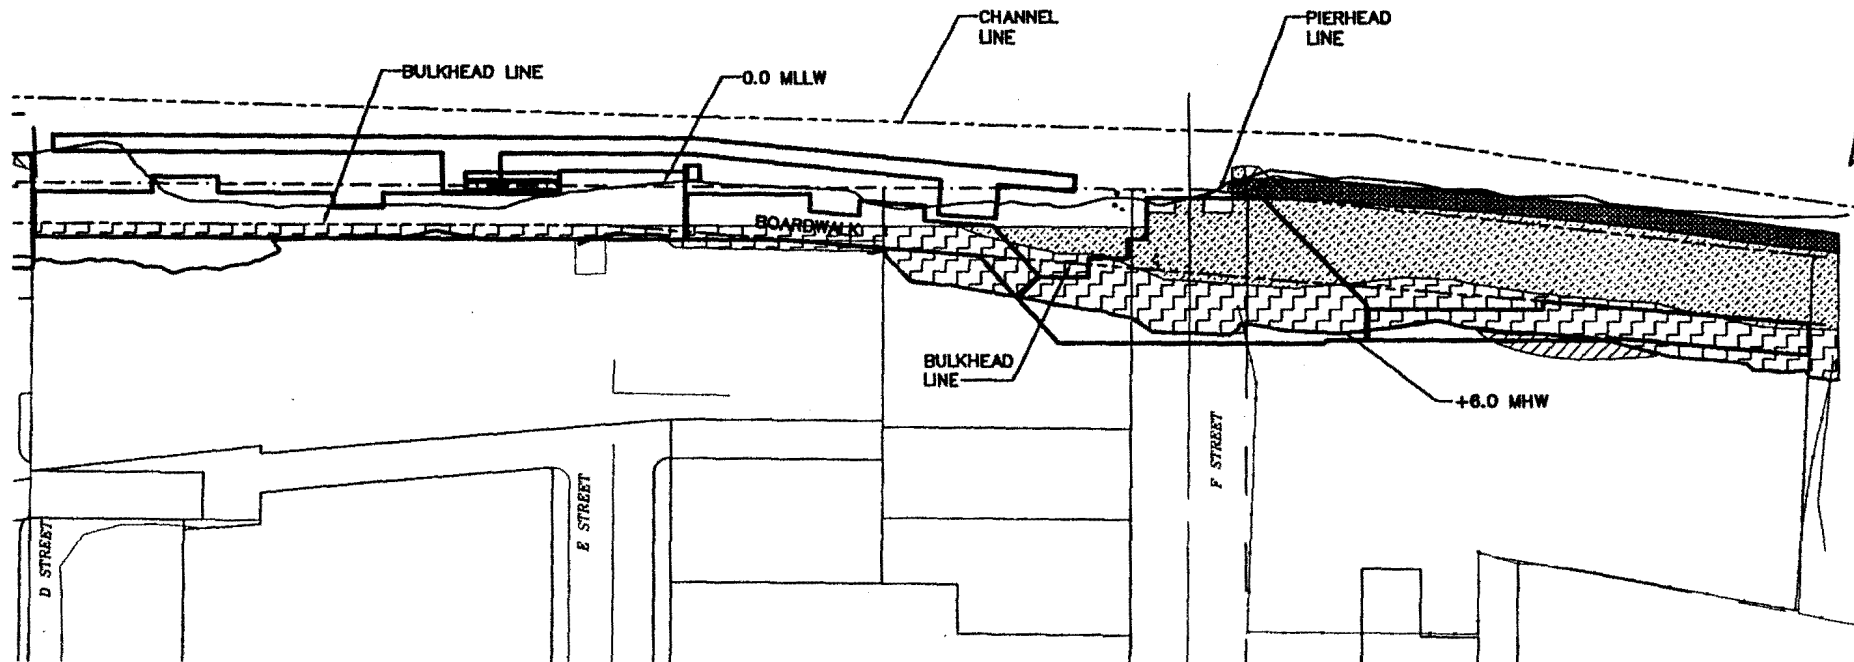 CHANNEL
LINE
PIERHEAD
LINE
BULKHEAD LINE
0.0 MLLW
BOARDWALK
BULKHEAD
LINE
+6.0 MHW
F STREET
E STREET
D STREET